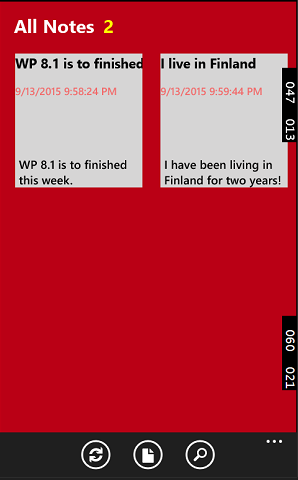 All Notes 2
WP 8.1 is to finished
9/13/2015 9:58:24 PM
WP 8.1 is to finished
this week.
I live in Finland
9/13/2015 9:59:44 PM
I have been living in
Finland for two years!
047 013
060 021